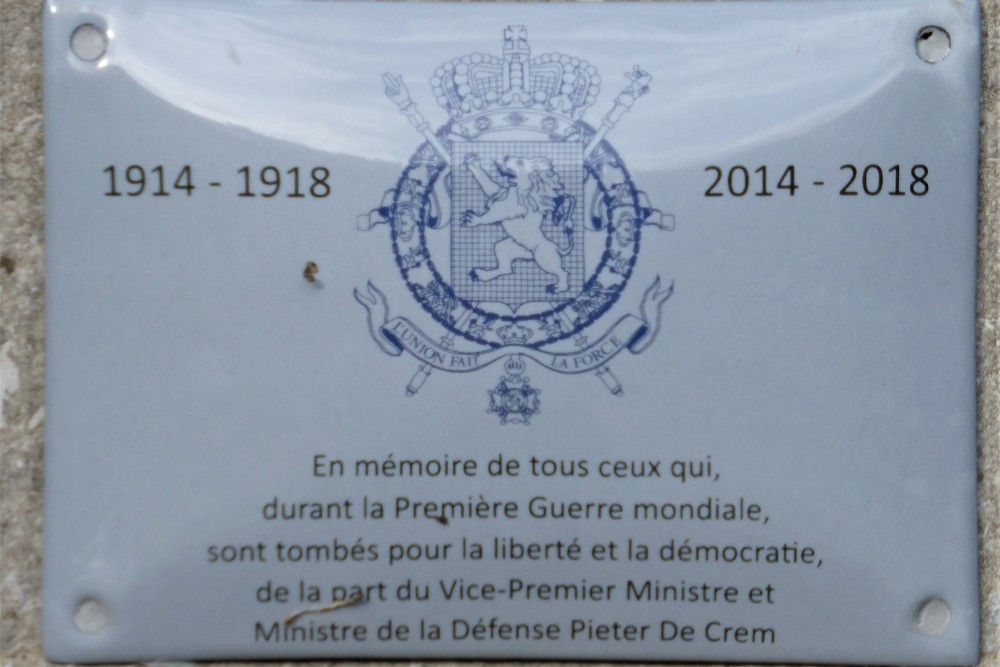 1914 - 1918
2014 - 2018
L'UNION FAIT LA FORCE
En mémoire de tous ceux qui,
durant la Première Guerre mondiale,
sont tombés pour la liberté et la démocratie,
de la part du Vice-Premier Ministre et
Ministre de la Défense Pieter De Crem